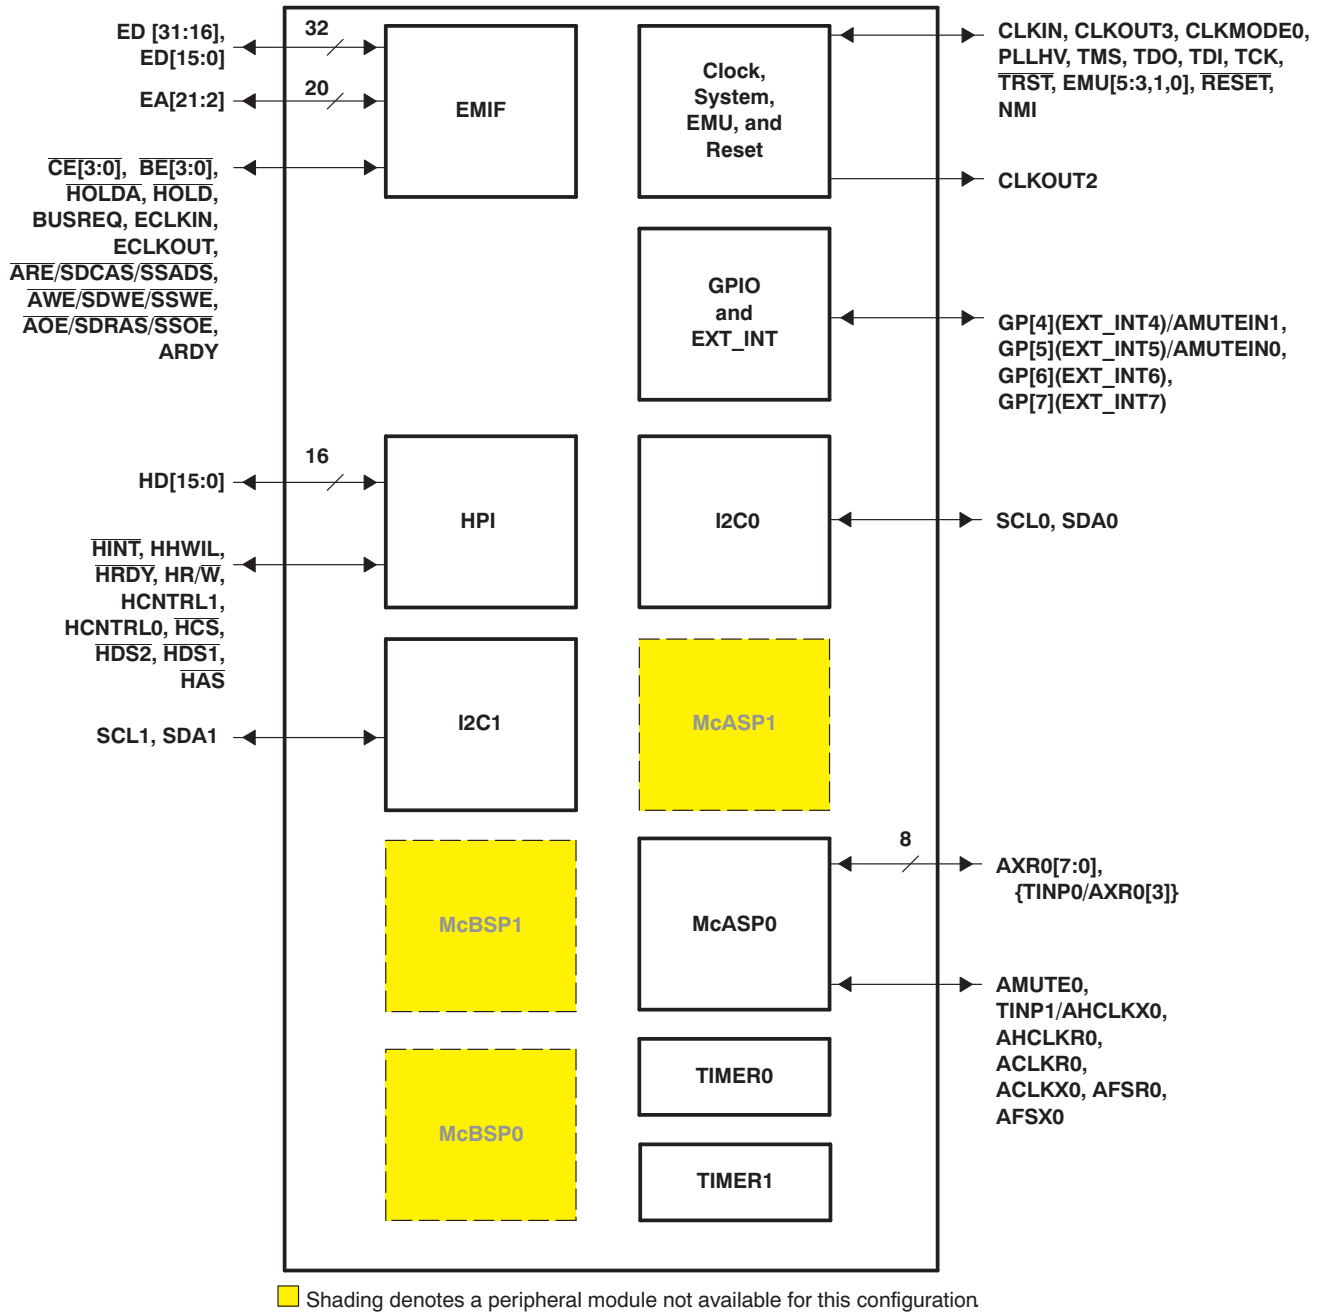 ED [31:16],
ED[15:0]
32
EA[21:2]
20
CE[3:0], BE[3:0],
HOLDA, HOLD,
BUSREQ, ECLKIN,
ECLKOUT,
ARE/SDCAS/SSADS,
AWE/SDWE/SSWE,
AOE/SDRAS/SSOE,
ARDY
EMIF
Clock,
System,
EMU, and
Reset
CLKIN, CLKOUT3, CLKMODE0,
PLLHV, TMS, TDO, TDI, TCK,
TRST, EMU[5:3,1,0], RESET,
NMI
CLKOUT2
GPIO
and
EXT_INT
GP[4](EXT_INT4)/AMUTEIN1,
GP[5](EXT_INT5)/AMUTEIN0,
GP[6](EXT_INT6),
GP[7](EXT_INT7)
HD[15:0]
16
HINT, HHWIL,
HRDY, HR/W,
HCNTRL1,
HCNTRL0, HCS,
HDS2, HDS1,
HAS
HPI
I2C0
SCL0, SDA0
SCL1, SDA1
I2C1
McASP1
McBSP1
McASP0
8
AXR0[7:0],
{TINP0/AXR0[3]}
AMUTE0,
TINP1/AHCLKX0,
AHCLKR0,
ACLKR0,
ACLKX0, AFSR0,
AFSX0
McBSP0
TIMER0
TIMER1
Shading denotes a peripheral module not available for this configuration.